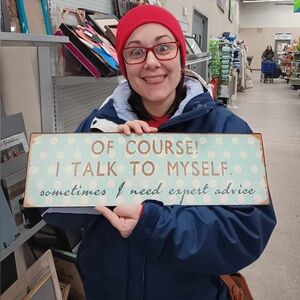 OF COURSE!
I TALK TO MYSELF.
sometimes I need expert advice